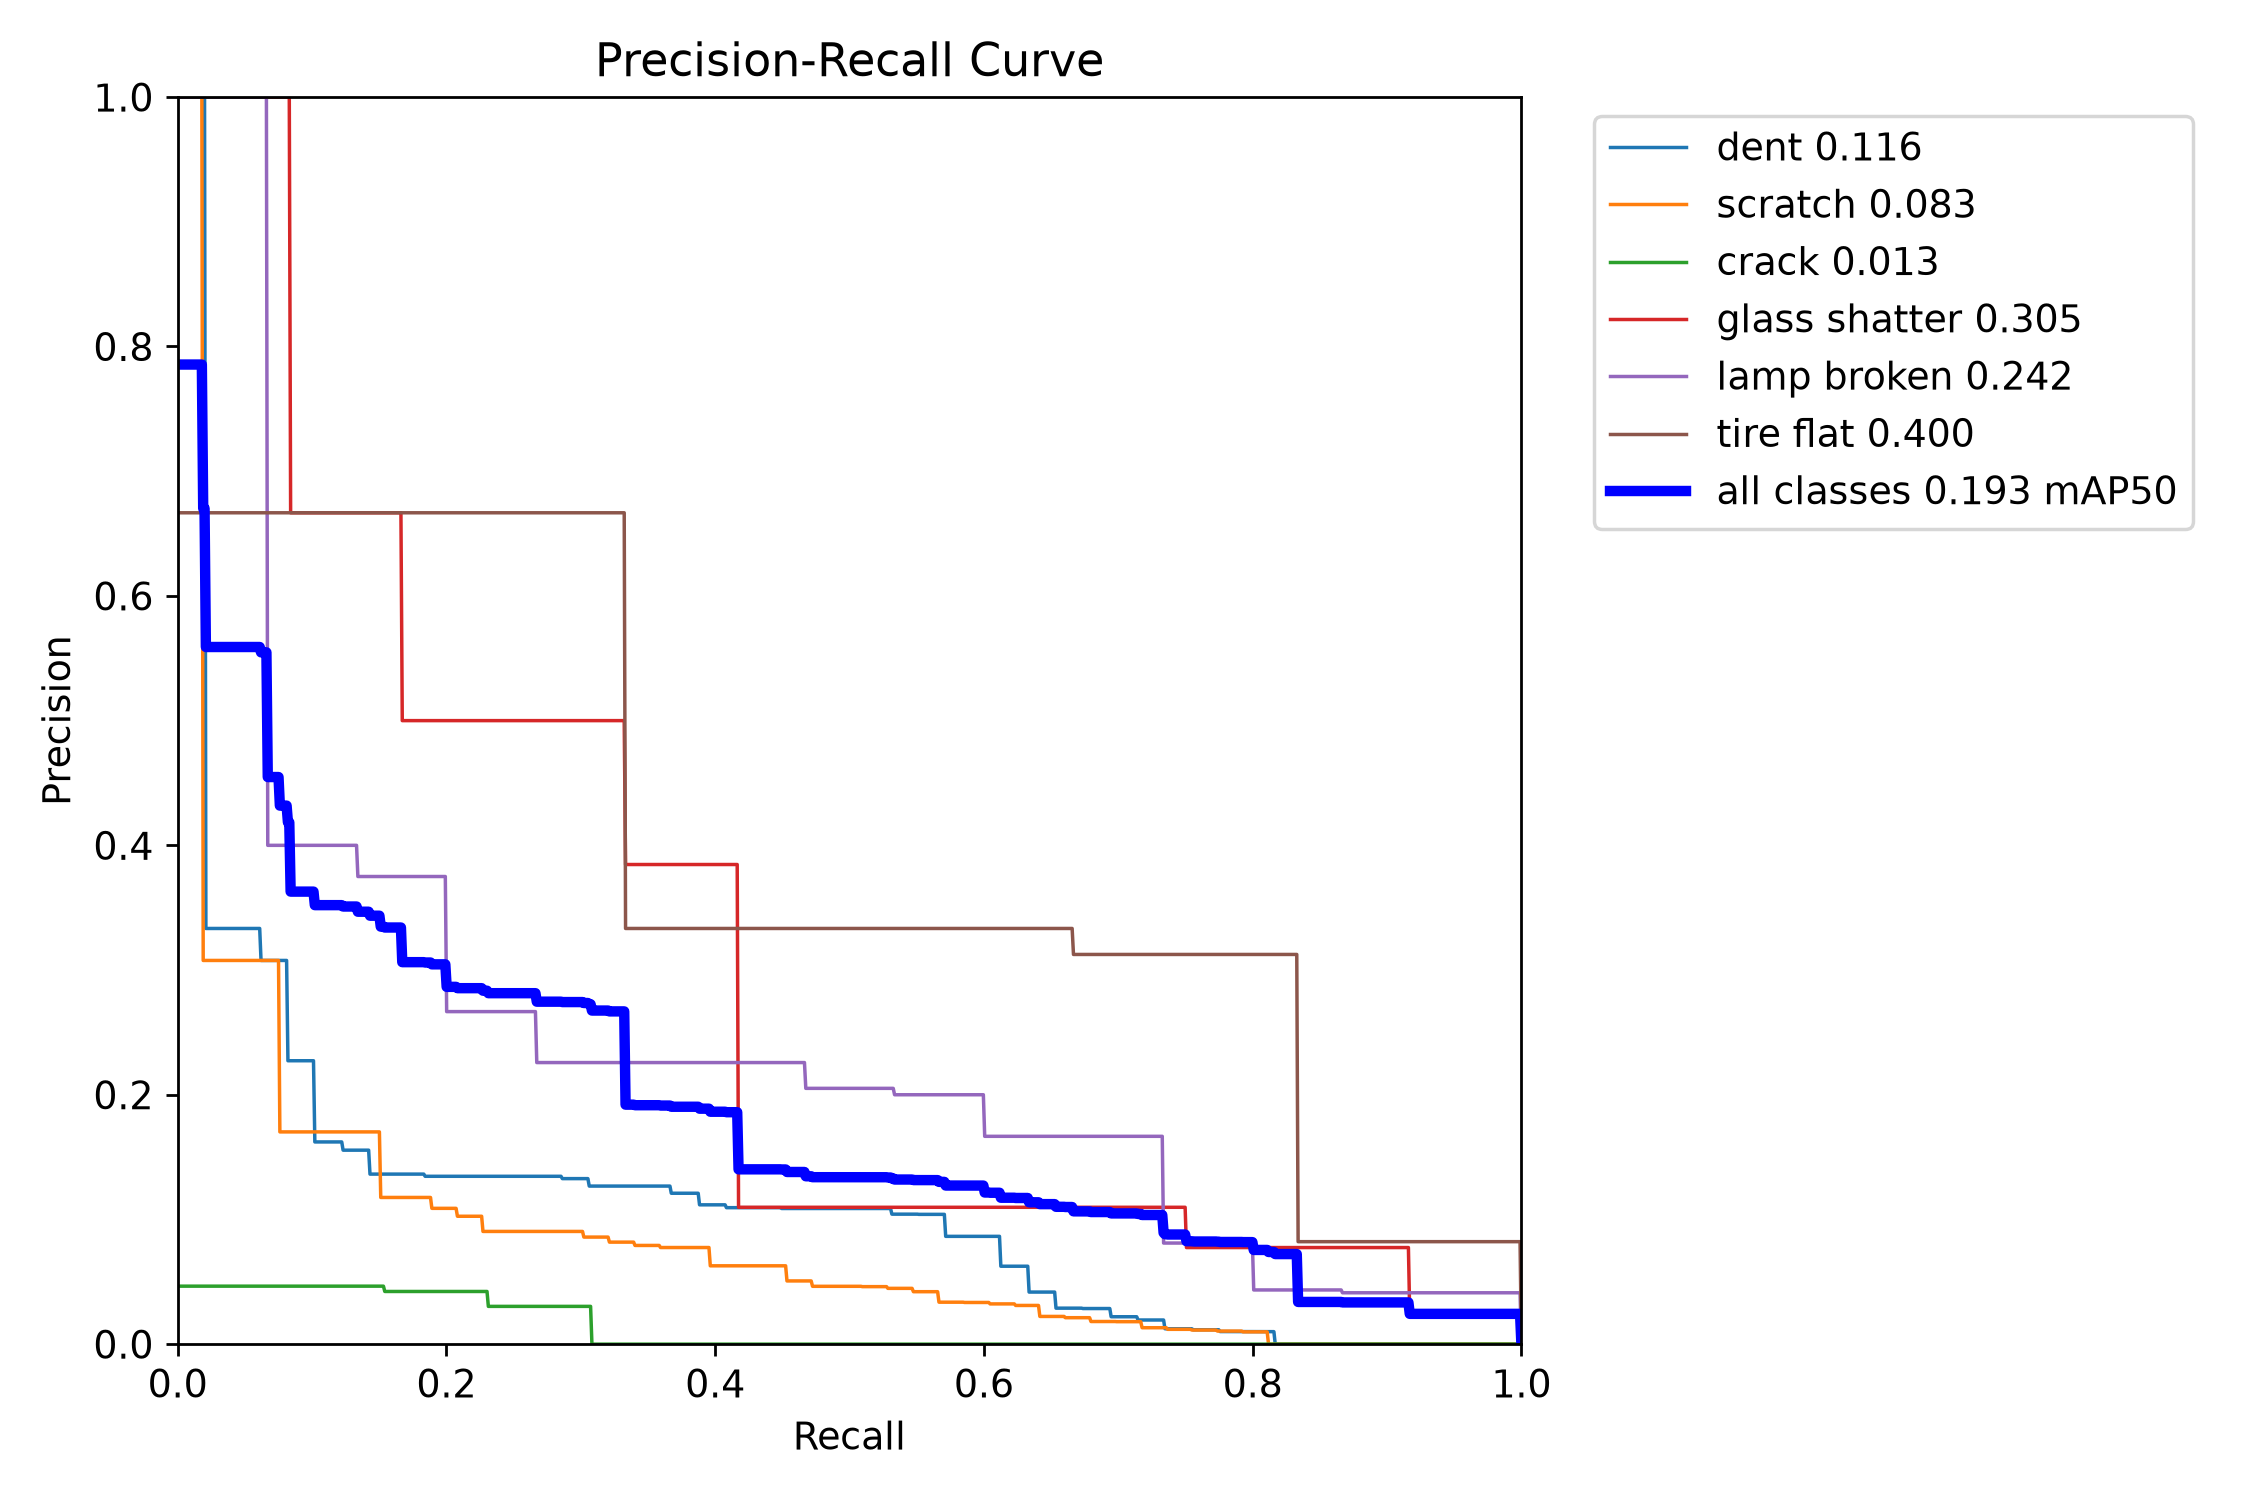 Precision-Recall Curve
1.0
0.8
0.6
0.4
0.2
0.0
Precision
0.0 0.2 0.4 0.6 0.8 1.0
Recall
dent 0.116
scratch 0.083
crack 0.013
glass shatter 0.305
lamp broken 0.242
tire flat 0.400
all classes 0.193 mAP50